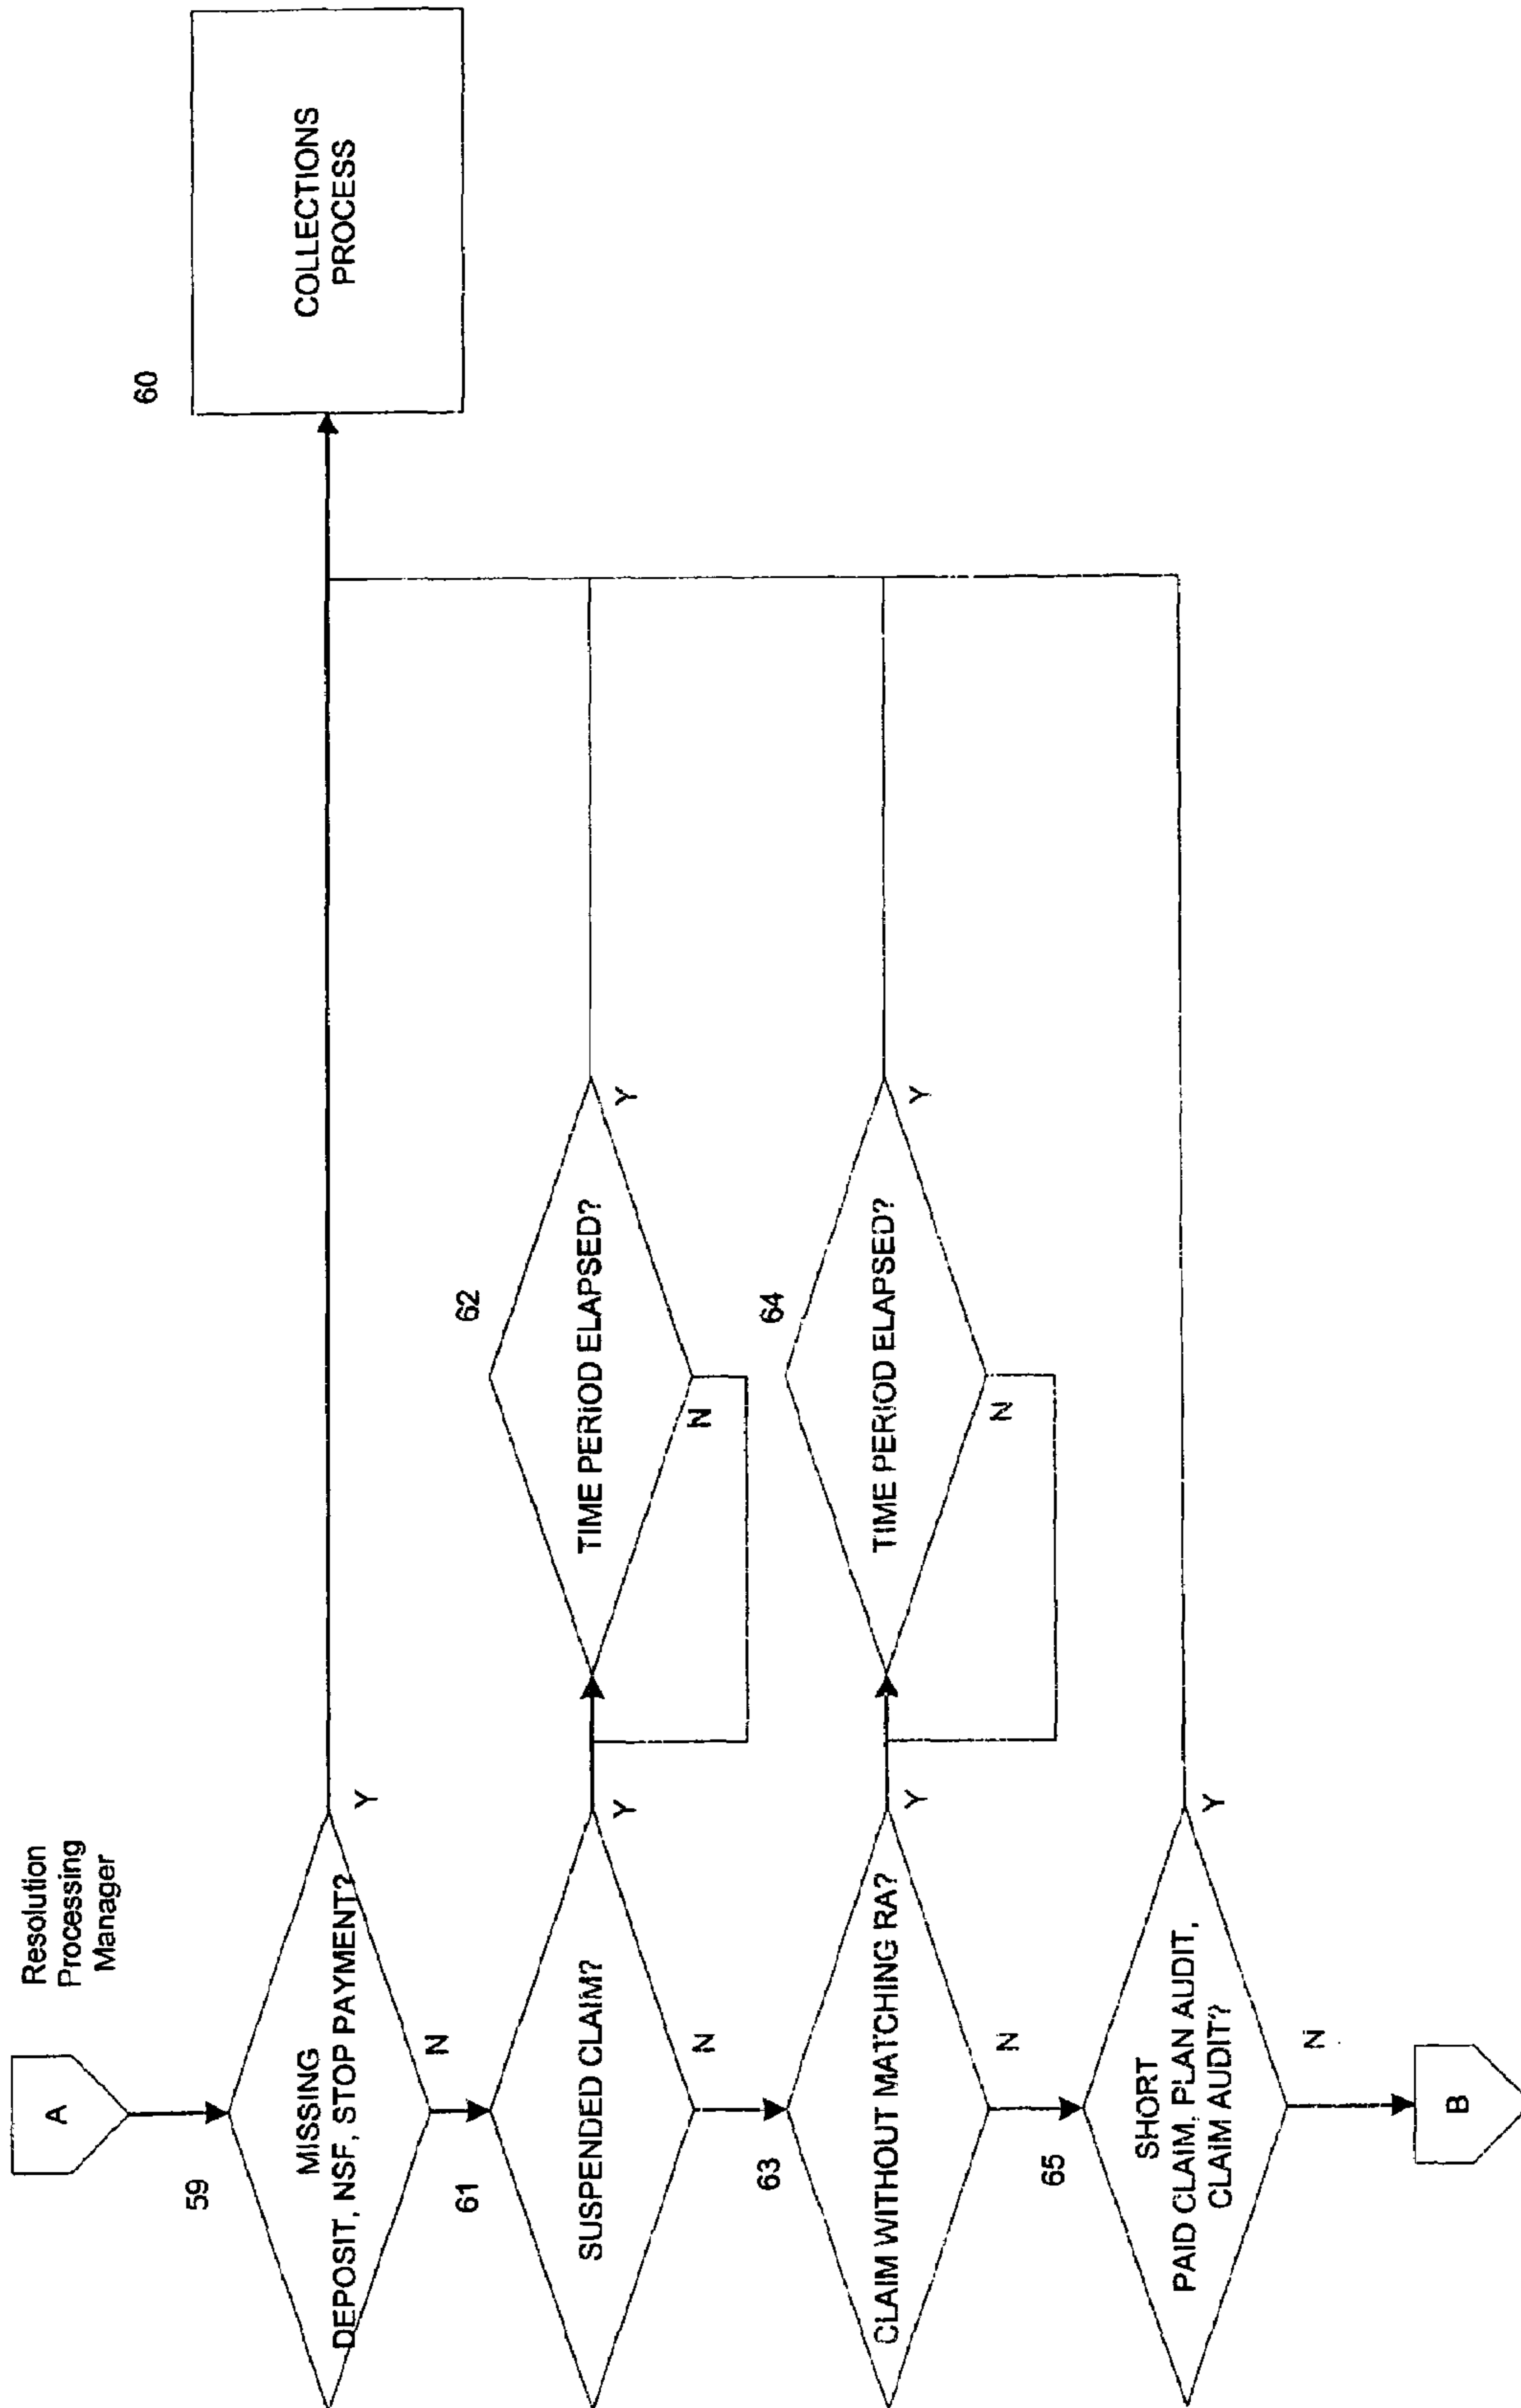 A
Resolution
Processing
Manager
59
MISSING
DEPOSIT, NSF, STOP PAYMENT?
Y
N
60
COLLECTIONS
PROCESS
61
SUSPENDED CLAIM?
Y
N
62
TIME PERIOD ELAPSED?
Y
N
63
CLAIM WITHOUT MATCHING RA?
Y
N
64
TIME PERIOD ELAPSED?
Y
N
65
SHORT
PAID CLAIM, PLAN AUDIT,
CLAIM AUDIT?
Y
N
B